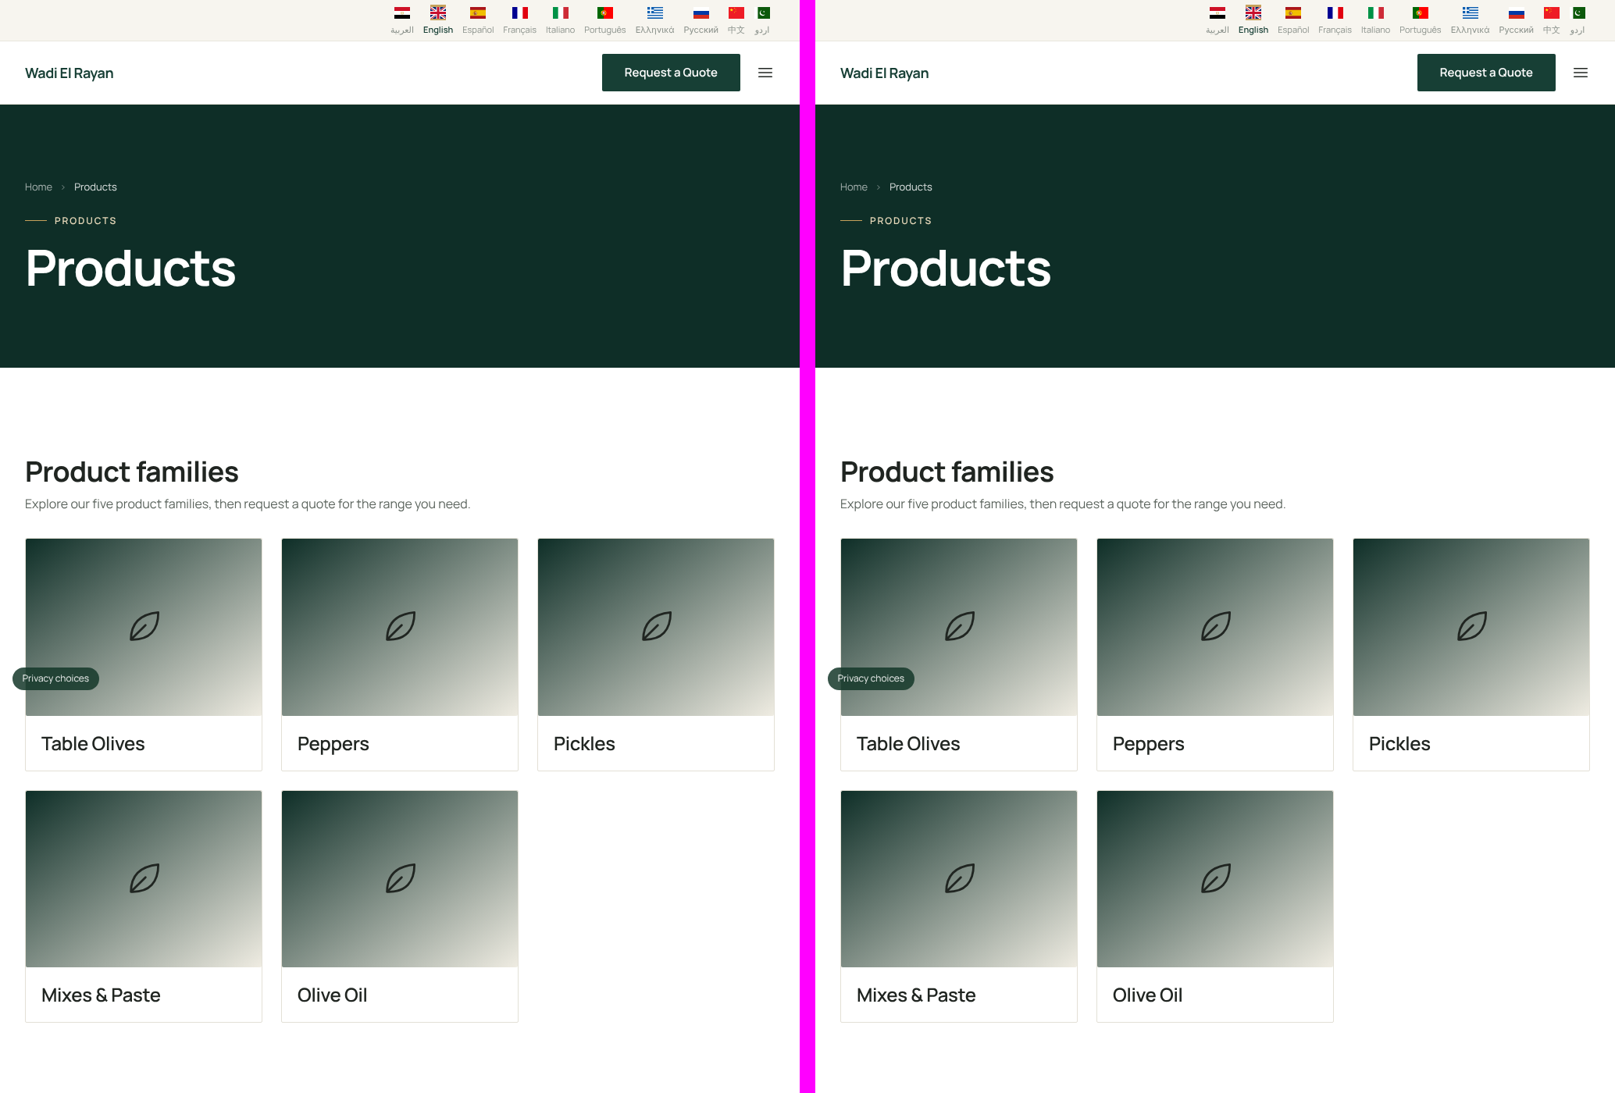 العربية English Español Français Italiano Português Ελληνικά Русский 中文 اردو
Wadi El Rayan Request a Quote
Home › Products
PRODUCTS
Products
Product families
Explore our five product families, then request a quote for the range you need.
Privacy choices
Table Olives Peppers Pickles
Mixes & Paste Olive Oil
العربية English Español Français Italiano Português Ελληνικά Русский 中文 اردو
Wadi El Rayan Request a Quote
Home › Products
PRODUCTS
Products
Product families
Explore our five product families, then request a quote for the range you need.
Privacy choices
Table Olives Peppers Pickles
Mixes & Paste Olive Oil